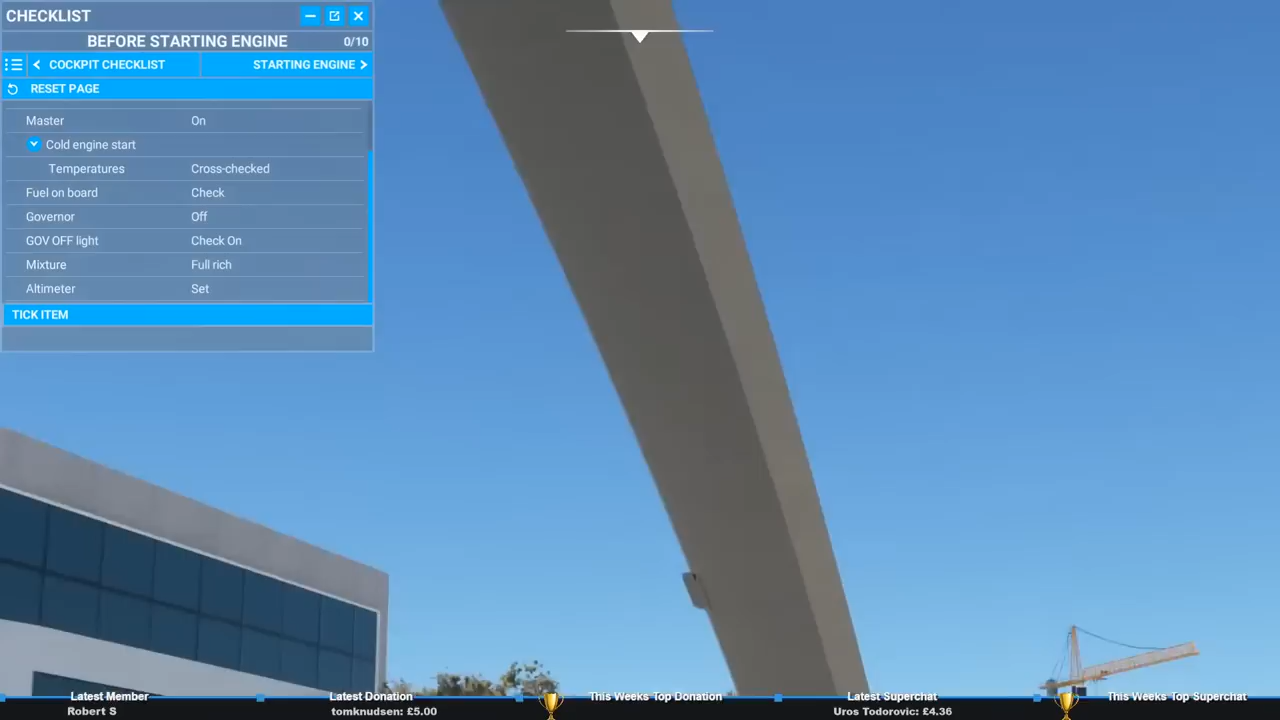 CHECKLIST
BEFORE STARTING ENGINE 0/10
COCKPIT CHECKLIST STARTING ENGINE
RESET PAGE
Master On
Cold engine start
Temperatures Cross-checked
Fuel on board Check
Governor Off
GOV OFF light Check On
Mixture Full rich
Altimeter Set
TICK ITEM
Latest Member Latest Donation This Weeks Top Donation Latest Superchat This Weeks Top Superchat
Robert S tomknudsen: £5.00 Uros Todorovic: £4.36